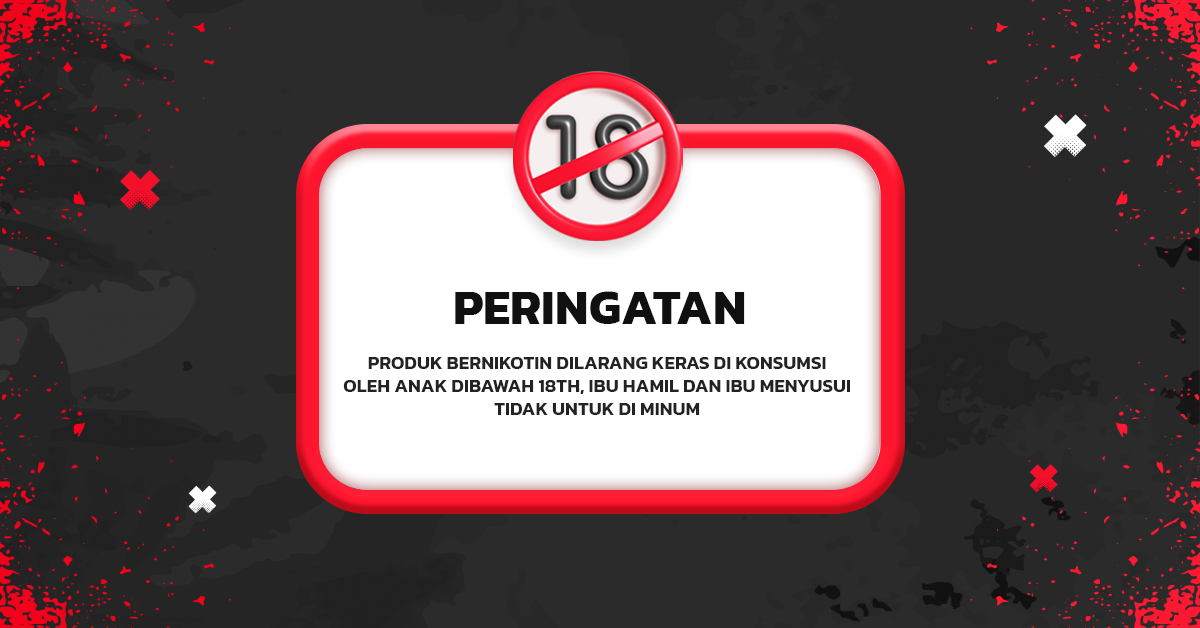 18
PERINGATAN
PRODUK BERNIKOTIN DILARANG KERAS DI KONSUMSI
OLEH ANAK DIBAWAH 18TH, IBU HAMIL DAN IBU MENYUSUI
TIDAK UNTUK DI MINUM